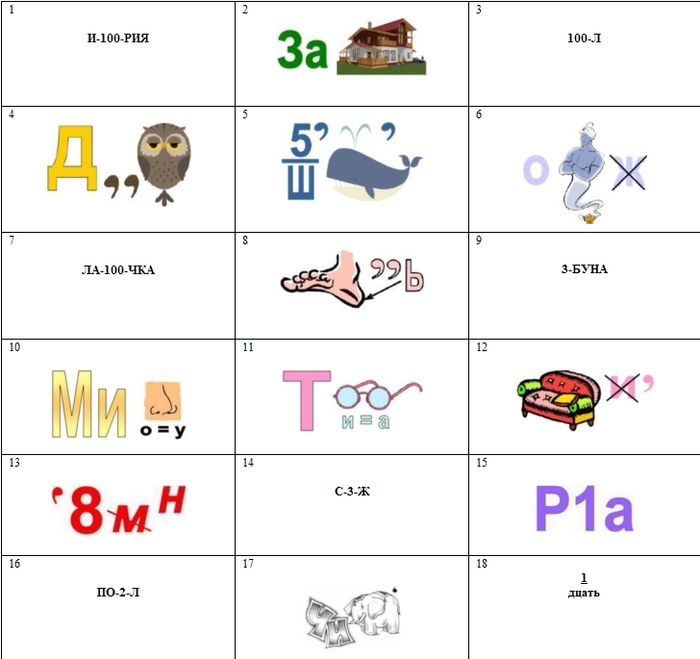 1
И-100-РИЯ
2
За
3
100-Л
4
Д,,
5
5’ ’
Ш
6
о ж
7
ЛА-100-ЧКА
8
’’Ь
9
3-БУНА
10
Ми
о = у
11
Т
и = а
12
и’
13
‘8 м н
14
С-3-Ж
15
Р1а
16
ПО-2-Л
17
ЧИ
18
1
дцать